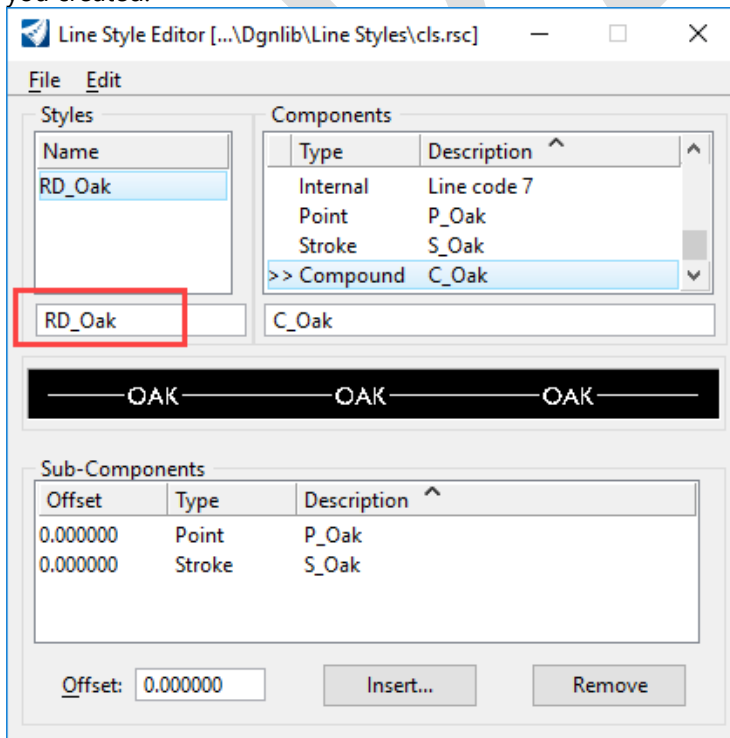 you created.
Line Style Editor [...\Dgnlib\Line Styles\cls.rsc]
File Edit
Styles
Components
Name
Type Description
RD_Oak
Internal Line code 7
Point P_Oak
Stroke S_Oak
>> Compound C_Oak
RD_Oak
C_Oak
OAK OAK OAK
Sub-Components
Offset Type Description
0.000000 Point P_Oak
0.000000 Stroke S_Oak
Offset: 0.000000 Insert... Remove